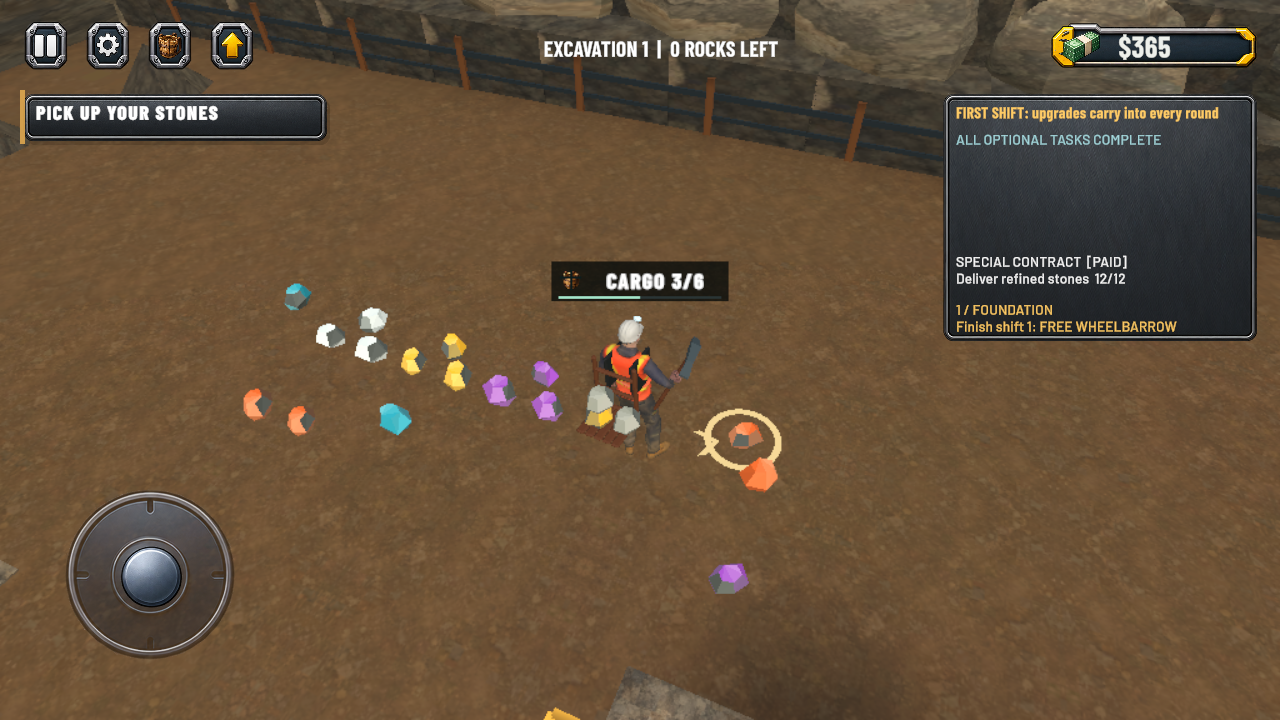 EXCAVATION 1 | 0 ROCKS LEFT
$365
PICK UP YOUR STONES
FIRST SHIFT: upgrades carry into every round
ALL OPTIONAL TASKS COMPLETE
SPECIAL CONTRACT [PAID]
Deliver refined stones 12/12
1 / FOUNDATION
Finish shift 1: FREE WHEELBARROW
CARGO 3/6